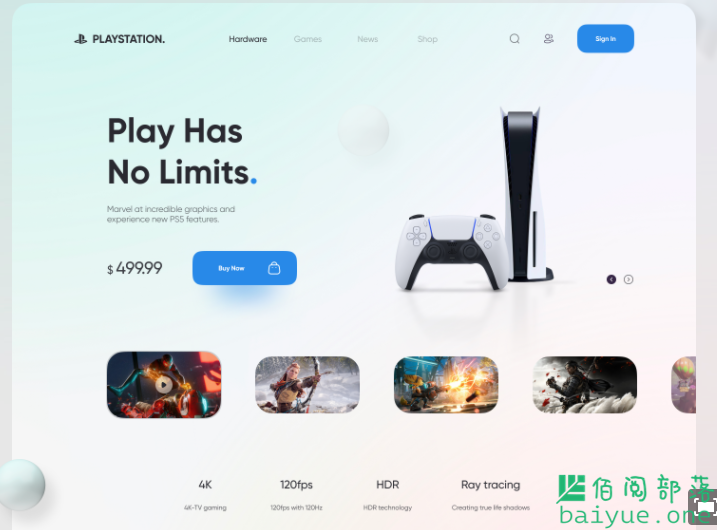 PLAYSTATION.
Hardware
Games
News
Shop
Sign in
Play Has
No Limits.
Marvel at incredible graphics and
experience new PS5 features.
$ 499.99
Buy Now
4K
120fps
HDR
Ray tracing
4K-TV gaming
120fps with 120Hz
HDR technology
Creating true life shadows
佰阅部落
baiyue.one